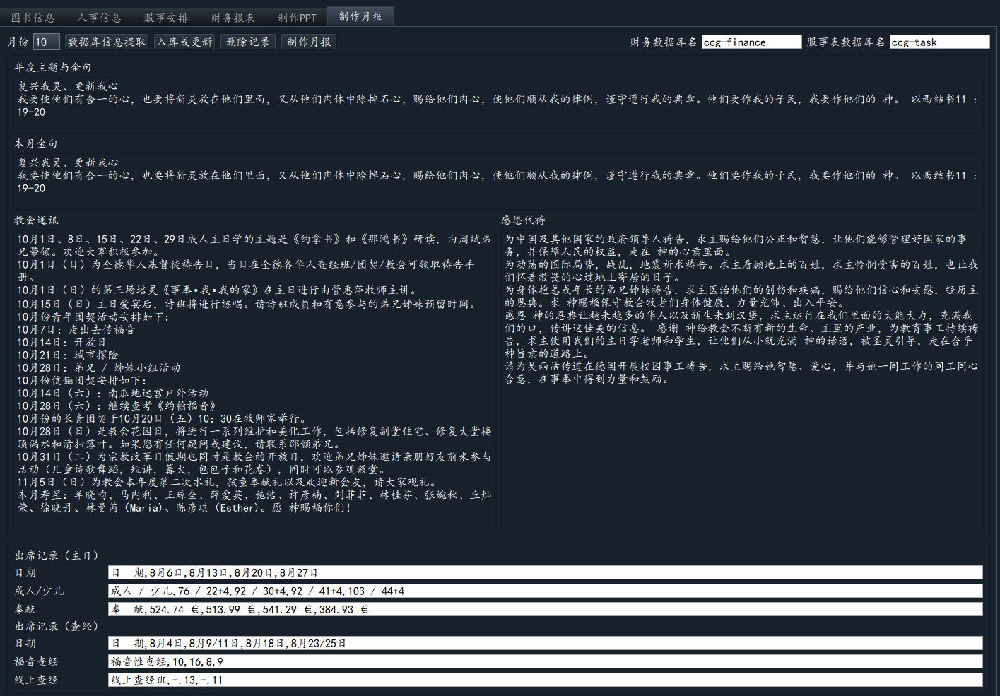 图书信息 人事信息 服事安排 财务报表 制作PPT 制作月报
月份 10 数据库信息提取 入库或更新 删除记录 制作月报 财务数据库名 ccg-finance 服事表数据库名 ccg-task
年度主题与金句
复兴我灵、更新我心
我要使他们有合一的心，也要将新灵放在他们里面，又从他们肉体中除掉石心，赐给他们肉心，使他们顺从我的律例，谨守遵行我的典章。他们要作我的子民，我要作他们的 神。 以西结书11：
19-20
本月金句
复兴我灵、更新我心
我要使他们有合一的心，也要将新灵放在他们里面，又从他们肉体中除掉石心，赐给他们肉心，使他们顺从我的律例，谨守遵行我的典章。他们要作我的子民，我要作他们的 神。 以西结书11：
19-20
教会通讯
10月1日、8日、15日、22日、29日成人主日学的主题是《约拿书》和《那鸿书》研读，由周斌弟
兄带领。欢迎大家积极参加。
10月1日（日）为全德华人基督徒祷告日，当日在全德各华人查经班/团契/教会可领取祷告手
册。
10月1日（日）的第三场培灵《事奉•我•我的家》在主日进行由管惠萍牧师主讲。
10月15日（日）主日爱宴后，诗班将进行练唱。请诗班成员和有意参与的弟兄姊妹预留时间。
10月份青年团契活动安排如下：
10月7日：走出去传福音
10月14日：开放日
10月21日：城市探险
10月28日：弟兄 / 姊妹小组活动
10月份伉俪团契安排如下：
10月14日（六）：南瓜地迷宫户外活动
10月28日（六）：继续查考《约翰福音》
10月份的长青团契于10月20日（五）10：30在牧师家举行。
10月28日（日）是教会花园日，将进行一系列维护和美化工作，包括修复副堂住宅、修复大堂楼
顶漏水和清扫落叶。如果您有任何疑问或建议，请联系邵颢弟兄。
10月31日（二）为宗教改革日假期也同时是教会的开放日，欢迎弟兄姊妹邀请亲朋好友前来参与
活动（儿童诗歌舞蹈，短讲，篝火，包包子和花卷），同时可以参观教堂。
11月5日（日）为教会本年度第二次水礼，孩童奉献礼以及欢迎新会友，请大家观礼。
本月寿星：牟晓昀、马内利、王琼全、薛爱英、施浩、许彦楠、刘菲菲、林桂芬、张婉秋、丘灿
荣、徐晓丹、林曼芮（Maria)、陈彦琪（Esther)。愿 神赐福你们！
感恩代祷
为中国及其他国家的政府领导人祷告，求主赐给他们公正和智慧，让他们能够管理好国家的事
务，并保障人民的权益，走在 神的心意里面。
为动荡的国际局势，战乱，地震祈求祷告。求主看顾地上的百姓，求主怜悯受害的百姓，也让我
们怀着敬畏的心过地上寄居的日子。
为身体抱恙或年长的弟兄姊妹祷告，求主医治他们的创伤和疾病，赐给他们信心和安慰，经历主
的恩典。求 神赐福保守教会牧者们身体健康、力量充沛、出入平安。
感恩 神的恩典让越来越多的华人以及新生来到汉堡，求主运行在我们里面的大能大力，充满我
们的口，传讲这佳美的信息。 感谢 神给教会不断有新的生命、主里的产业，为教育事工持续祷
告，求主使用我们的主日学老师和学生，让他们从小就充满 神的话语，被圣灵引导，走在合乎
神旨意的道路上。
请为吴雨洁传道在德国开展校园事工祷告，求主赐给她智慧、爱心，并与她一同工作的同工同心
合意，在事奉中得到力量和鼓励。
出席记录（主日）
日期 日  期,8月6日,8月13日,8月20日,8月27日
成人/少儿 成人 / 少儿,76 / 22+4,92 / 30+4,92 / 41+4,103 / 44+4
奉献 奉  献,524.74 €,513.99 €,541.29 €,384.93 €
出席记录（查经）
日期 日  期,8月4日,8月9/11日,8月18日,8月23/25日
福音查经 福音性查经,10,16,8,9
线上查经 线上查经班,-,13,-,11